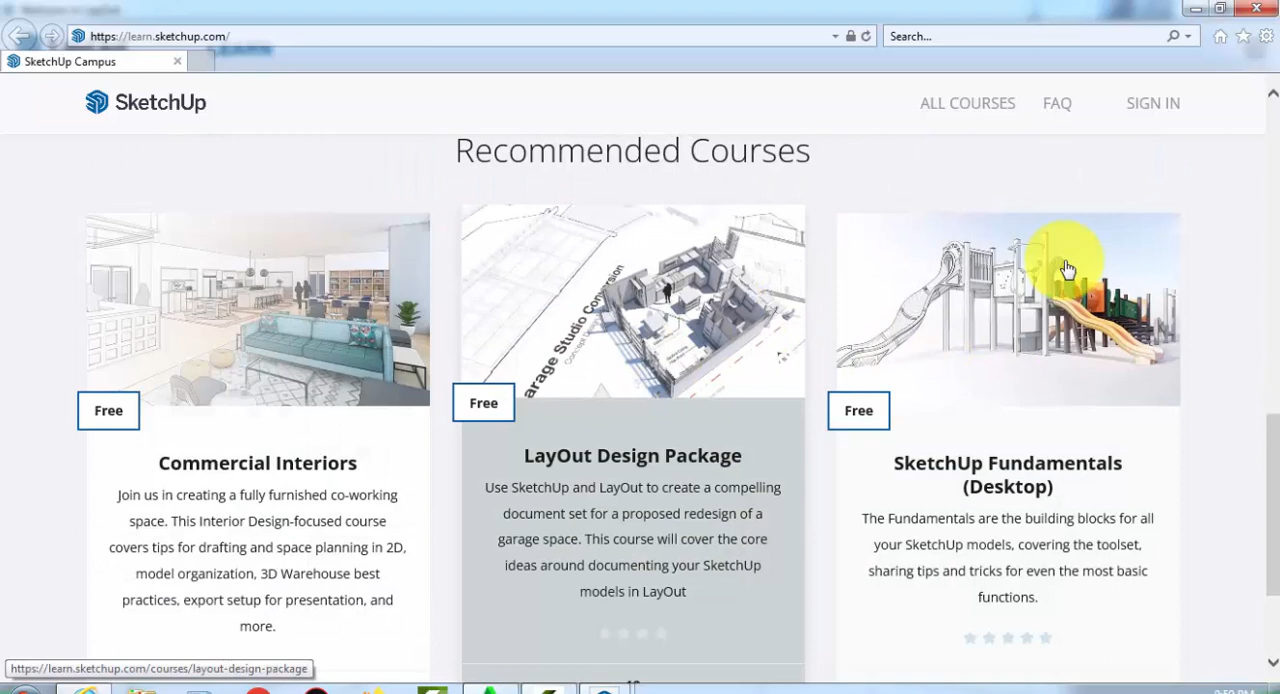 https://learn.sketchup.com/
Search...
SketchUp Campus
SketchUp
ALL COURSES
FAQ
SIGN IN
Recommended Courses
Free
Commercial Interiors
Join us in creating a fully furnished co-working
space. This Interior Design-focused course
covers tips for drafting and space planning in 2D,
model organization, 3D Warehouse best
practices, export setup for presentation, and
more.
arage Studio Conversion
Free
LayOut Design Package
Use SketchUp and LayOut to create a compelling
document set for a proposed redesign of a
garage space. This course will cover the core
ideas around documenting your SketchUp
models in LayOut
Free
SketchUp Fundamentals
(Desktop)
The Fundamentals are the building blocks for all
your SketchUp models, covering the toolset,
sharing tips and tricks for even the most basic
functions.
https://learn.sketchup.com/courses/layout-design-package